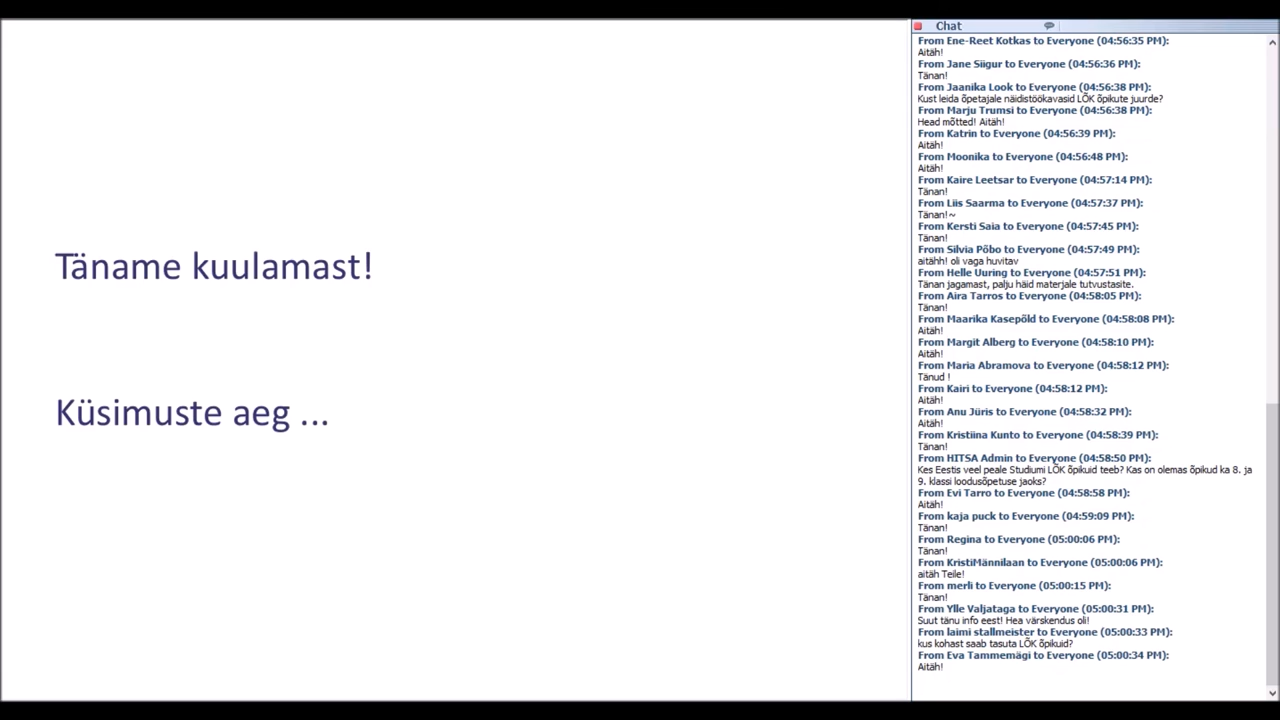 Täname kuulamast!
Küsimuste aeg ...
Chat
From Ene-Reet Kotkas to Everyone (04:56:35 PM):
Aitäh!
From Jane Siigur to Everyone (04:56:36 PM):
Tänan!
From Jaanika Look to Everyone (04:56:38 PM):
Kust leida õpetajale näidistöökavasid LÕK õpikute juurde?
From Marju Trumsi to Everyone (04:56:38 PM):
Head mõtted! Aitäh!
From Katrin to Everyone (04:56:39 PM):
Aitäh!
From Moonika to Everyone (04:56:48 PM):
Aitäh!
From Kaire Leetsar to Everyone (04:57:14 PM):
Tänan!
From Liis Saarma to Everyone (04:57:37 PM):
Tänan!~
From Kersti Saia to Everyone (04:57:45 PM):
Tänan!
From Silvia Põbo to Everyone (04:57:49 PM):
aitähh! oli vaga huvitav
From Helle Uuring to Everyone (04:57:51 PM):
Tänan jagamast, palju häid materjale tutvustasite.
From Aira Tarros to Everyone (04:58:05 PM):
Tänan!
From Maarika Kasepõld to Everyone (04:58:08 PM):
Aitäh!
From Margit Alberg to Everyone (04:58:10 PM):
Aitäh!
From Maria Abramova to Everyone (04:58:12 PM):
Tänud !
From Kairi to Everyone (04:58:12 PM):
Aitäh!
From Anu Jüris to Everyone (04:58:32 PM):
Aitäh!
From Kristiina Kunto to Everyone (04:58:39 PM):
Tänan!
From HITSA Admin to Everyone (04:58:50 PM):
Kes Eestis veel peale Studiumi LÕK õpikuid teeb? Kas on olemas õpikud ka 8. ja
9. klassi loodusõpetuse jaoks?
From Evi Tarro to Everyone (04:58:58 PM):
Aitäh!
From kaja puck to Everyone (04:59:09 PM):
Tänan!
From Regina to Everyone (05:00:06 PM):
Tänan!
From KristiMännilaan to Everyone (05:00:06 PM):
aitäh Teile!
From merli to Everyone (05:00:15 PM):
Tänan!
From Ylle Valjataga to Everyone (05:00:31 PM):
Suut tänu info eest! Hea värskendus oli!
From laimi stallmeister to Everyone (05:00:33 PM):
kus kohast saab tasuta LÕK õpikuid?
From Eva Tammemägi to Everyone (05:00:34 PM):
Aitäh!